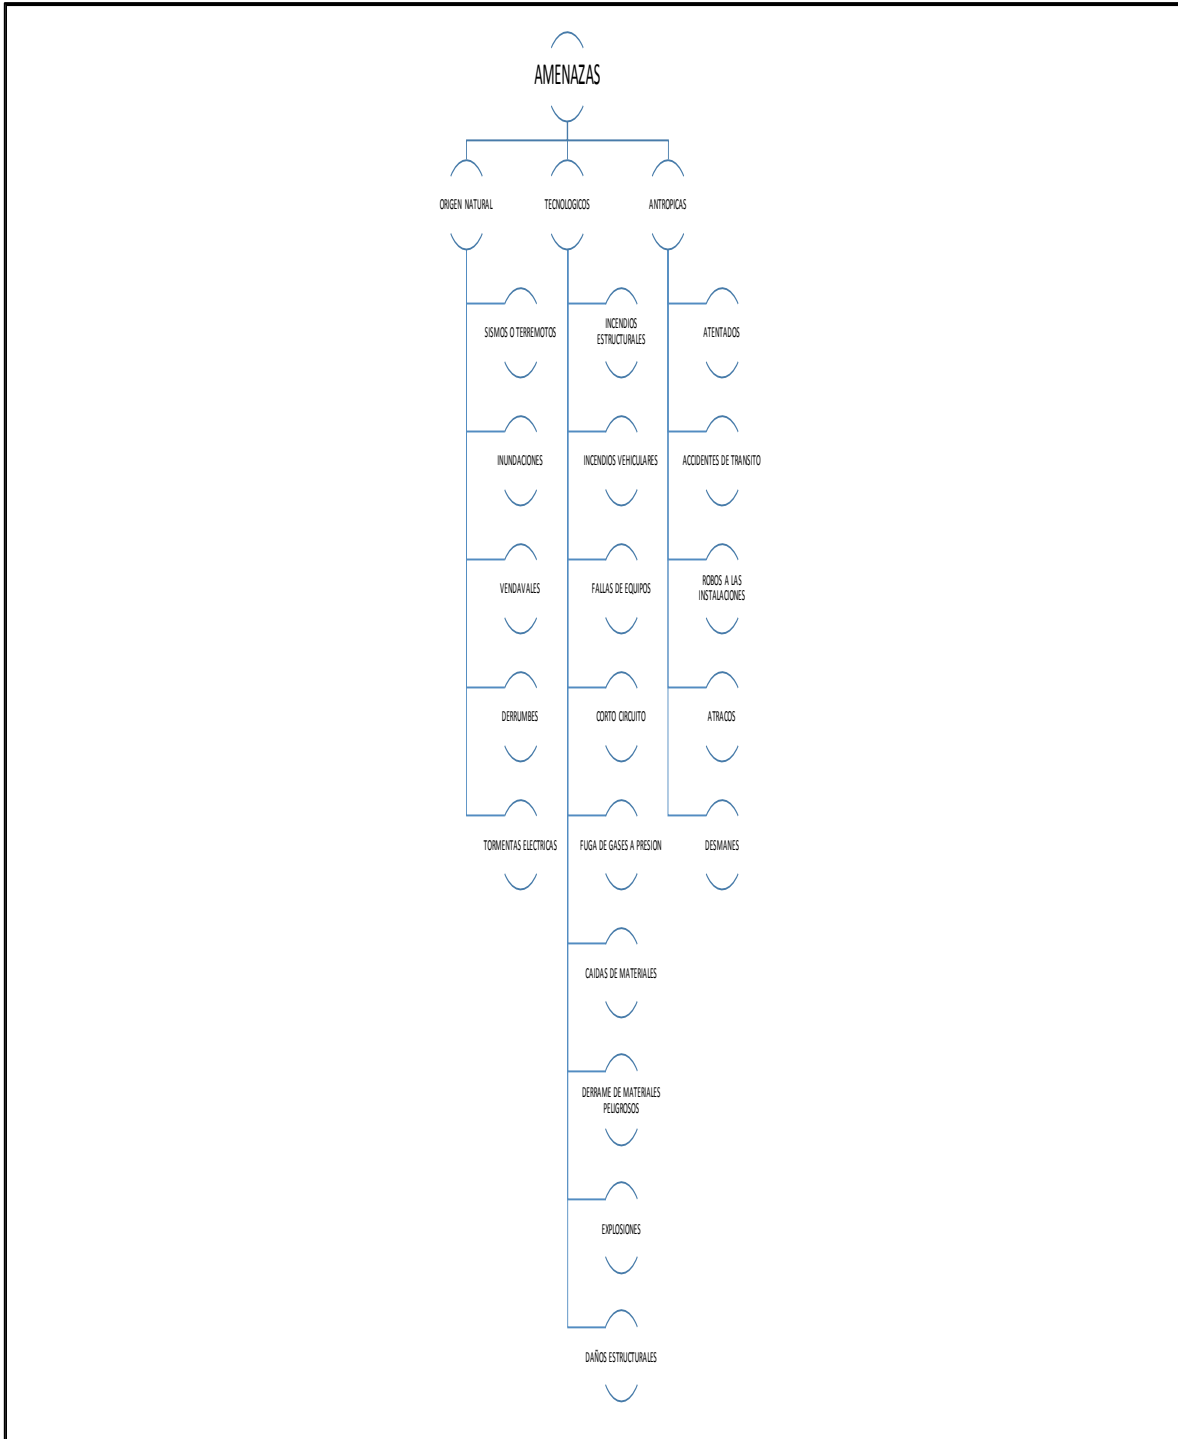 AMENAZAS
ORIGEN NATURAL
TECNOLOGICOS
ANTROPICAS
SISMOS O TERREMOTOS
INUNDACIONES
VENDAVALES
DERRUMBES
TORMENTAS ELECTRICAS
INCENDIOS
ESTRUCTURALES
INCENDIOS VEHICULARES
FALLAS DE EQUIPOS
CORTO CIRCUITO
FUGA DE GASES A PRESION
CAIDAS DE MATERIALES
DERRAME DE MATERIALES
PELIGROSOS
EXPLOSIONES
DAÑOS ESTRUCTURALES
ATENTADOS
ACCIDENTES DE TRANSITO
ROBOS A LAS
INSTALACIONES
ATRACOS
DESMANES